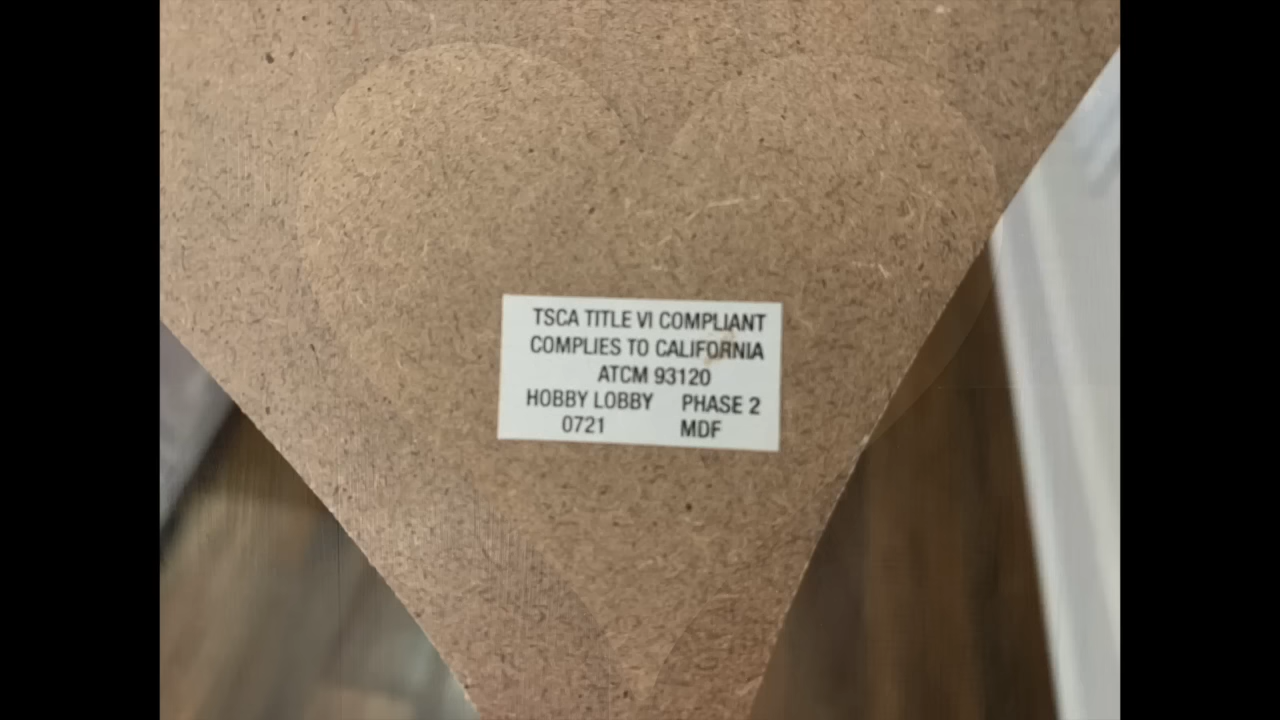 TSCA TITLE VI COMPLIANT
COMPLIES TO CALIFORNIA
ATCM 93120
HOBBY LOBBY PHASE 2
0721 MDF